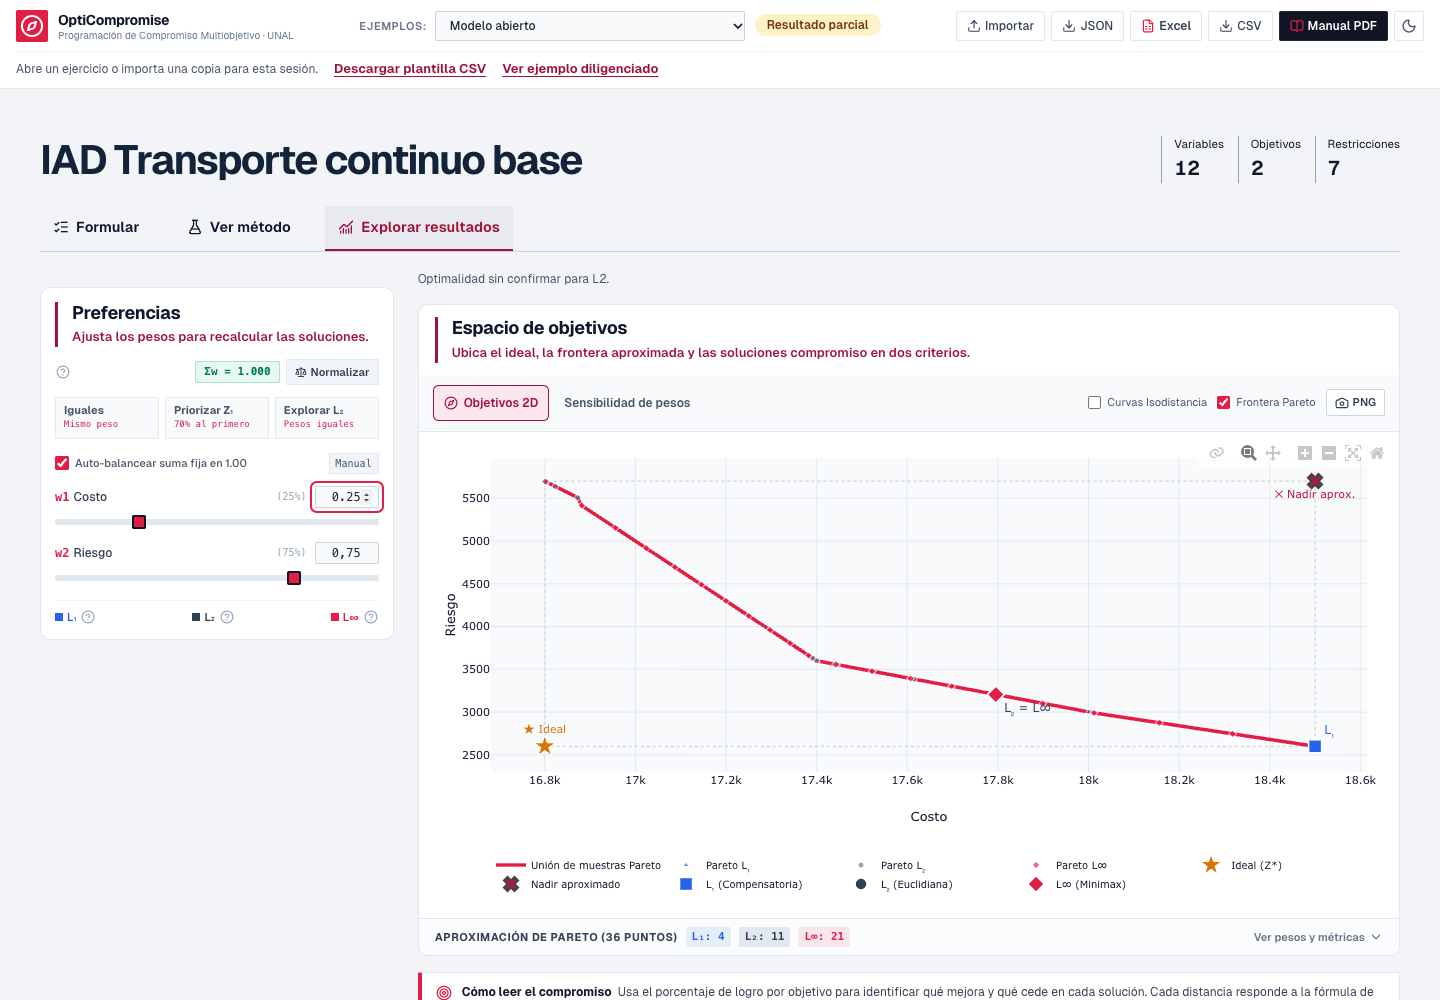 OptiCompromise
Programación de Compromiso Multiobjetivo · UNAL
EJEMPLOS:
Modelo abierto
Resultado parcial
Importar
JSON
Excel
CSV
Manual PDF
Abre un ejercicio o importa una copia para esta sesión.
Descargar plantilla CSV
Ver ejemplo diligenciado
IAD Transporte continuo base
Variables
12
Objetivos
2
Restricciones
7
Formular
Ver método
Explorar resultados
Preferencias
Ajusta los pesos para recalcular las soluciones.
Σw = 1.000
Normalizar
Iguales
Mismo peso
Priorizar Z₁
70% al primero
Explorar L₂
Pesos iguales
Auto-balancear suma fija en 1.00
Manual
w1 Costo
(25%)
0.25
w2 Riesgo
(75%)
0,75
L₁
L₂
L∞
Optimalidad sin confirmar para L2.
Espacio de objetivos
Ubica el ideal, la frontera aproximada y las soluciones compromiso en dos criterios.
Objetivos 2D
Sensibilidad de pesos
Curvas Isodistancia
Frontera Pareto
PNG
5500
5000
4500
4000
3500
3000
2500
Riesgo
× Nadir aprox.
★ Ideal
L₂ = L∞
L₁
16.8k
17k
17.2k
17.4k
17.6k
17.8k
18k
18.2k
18.4k
18.6k
Costo
Unión de muestras Pareto
Pareto L₁
Pareto L₂
Pareto L∞
Ideal (Z*)
Nadir aproximado
L₁ (Compensatoria)
L₂ (Euclidiana)
L∞ (Minimax)
APROXIMACIÓN DE PARETO (36 PUNTOS)
L₁: 4
L₂: 11
L∞: 21
Ver pesos y métricas
Cómo leer el compromiso Usa el porcentaje de logro por objetivo para identificar qué mejora y qué cede en cada solución. Cada distancia responde a la fórmula de